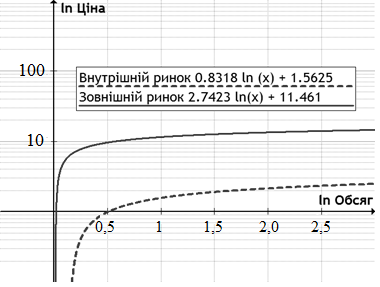 ln Ціна
100
Внутрішній ринок 0.8318 ln (x) + 1.5625
Зовнішній ринок 2.7423 ln(x) + 11.461
10
ln Обсяг
0,5 1 1,5 2,0 2,5